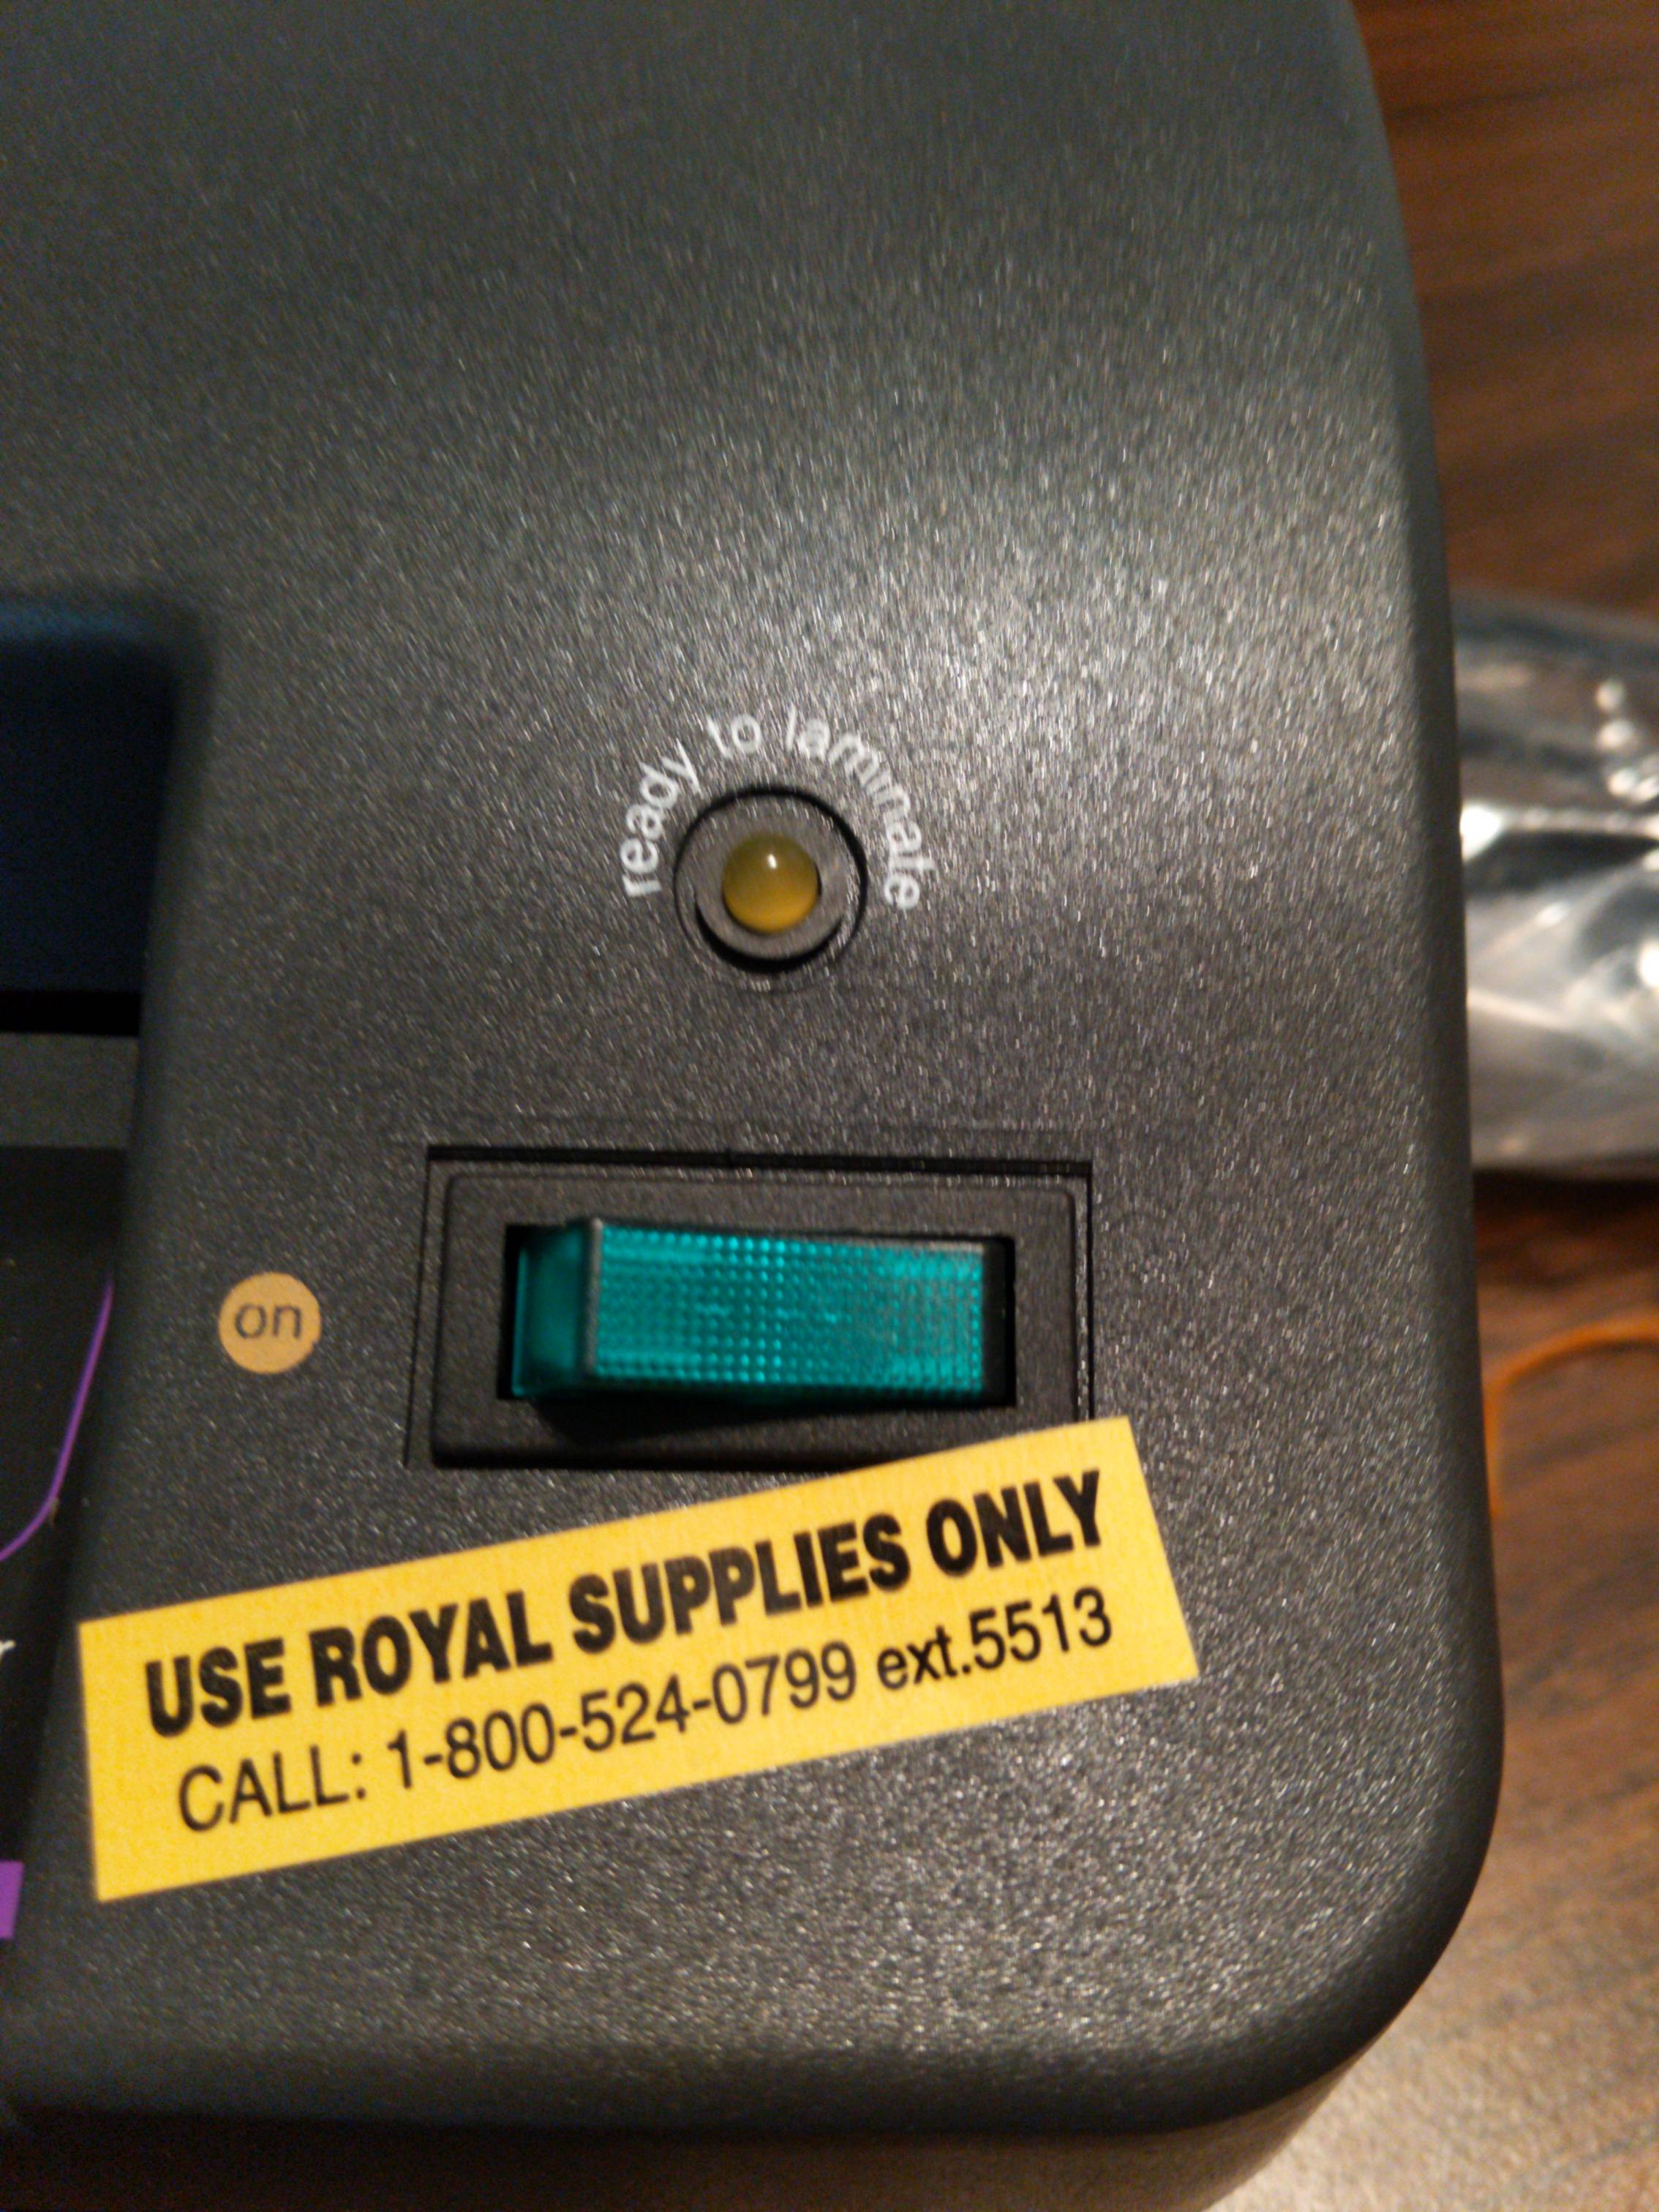 ready to laminate
on
USE ROYAL SUPPLIES ONLY
CALL: 1-800-524-0799 ext.5513